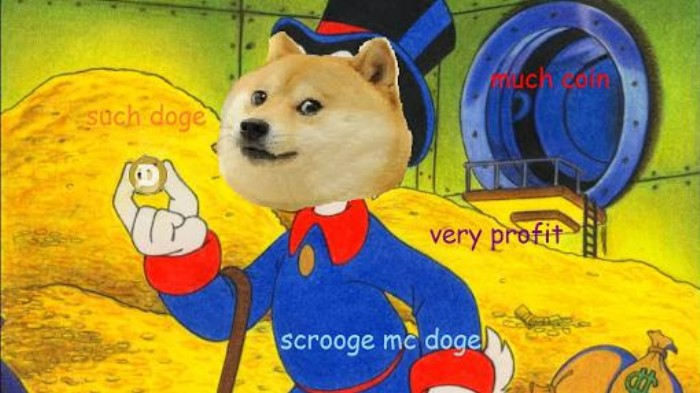 much coin
such doge
very profit
scrooge mc doge